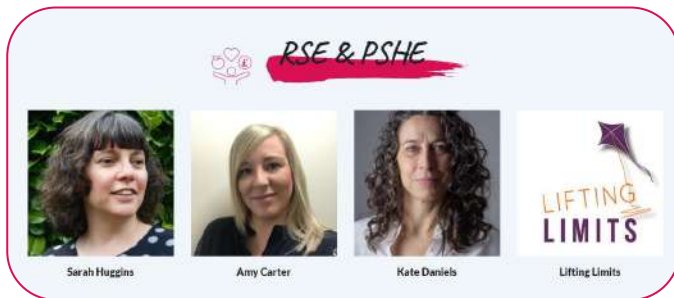 RSE & PSHE
LIFTING
LIMITS
Sarah Huggins
Amy Carter
Kate Daniels
Lifting Limits